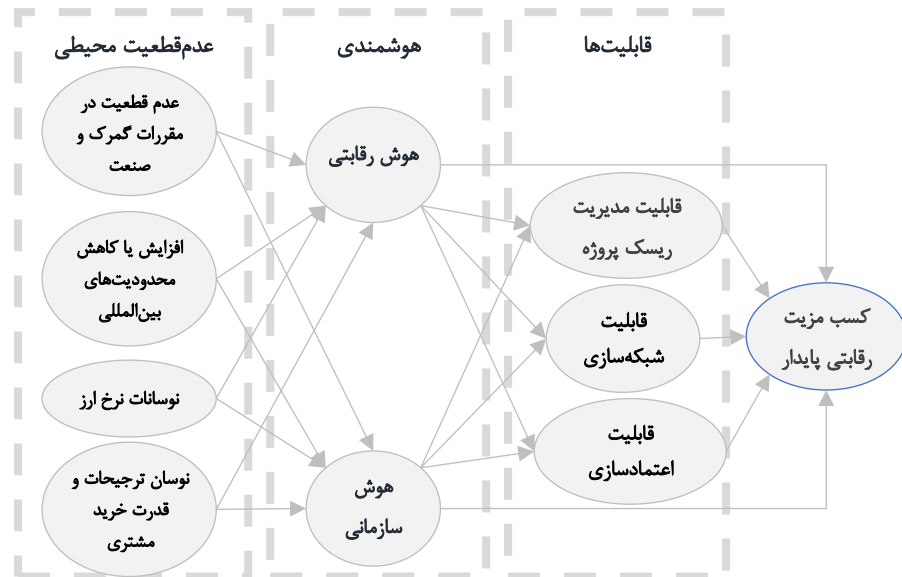 قابلیت‌ها
هوشمندی
عدم‌قطعیت محیطی
عدم قطعیت در
مقررات گمرک و
صنعت
افزایش یا کاهش
محدودیت‌های
بین‌المللی
نوسانات نرخ ارز
نوسان ترجیحات و
قدرت خرید
مشتری
هوش رقابتی
هوش
سازمانی
قابلیت مدیریت
ریسک پروژه
قابلیت
شبکه‌سازی
قابلیت
اعتمادسازی
کسب مزیت
رقابتی پایدار